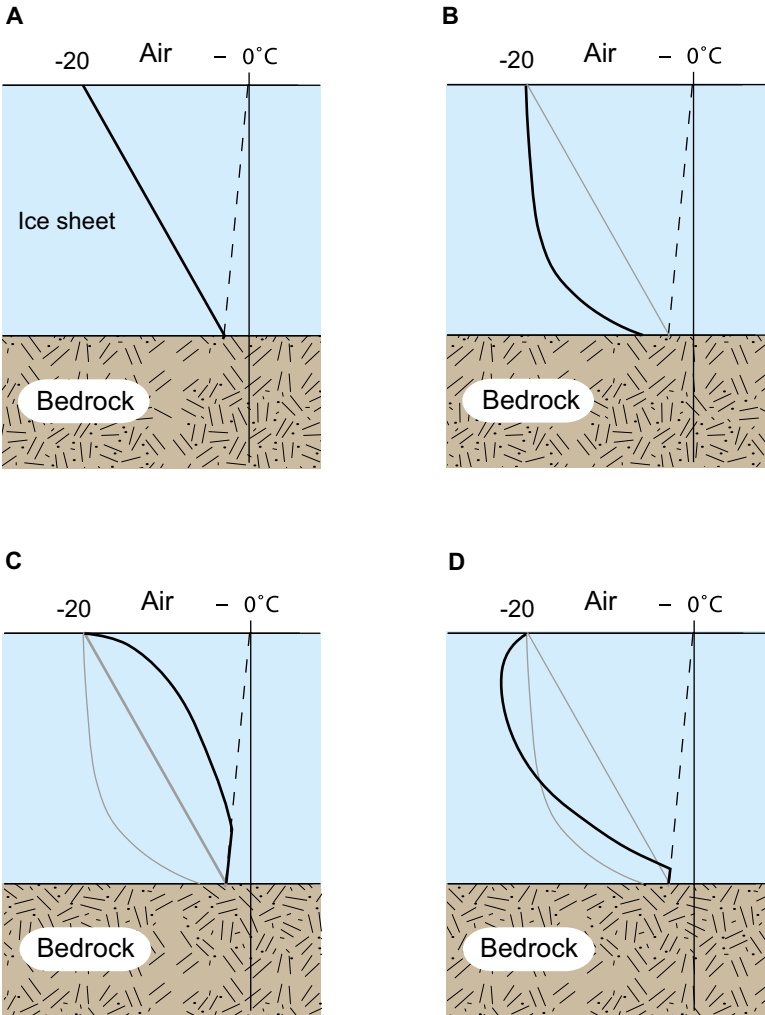 A
-20 Air – 0°C
Ice sheet
Bedrock
B
-20 Air – 0°C
Bedrock
C
-20 Air – 0°C
Bedrock
D
-20 Air – 0°C
Bedrock